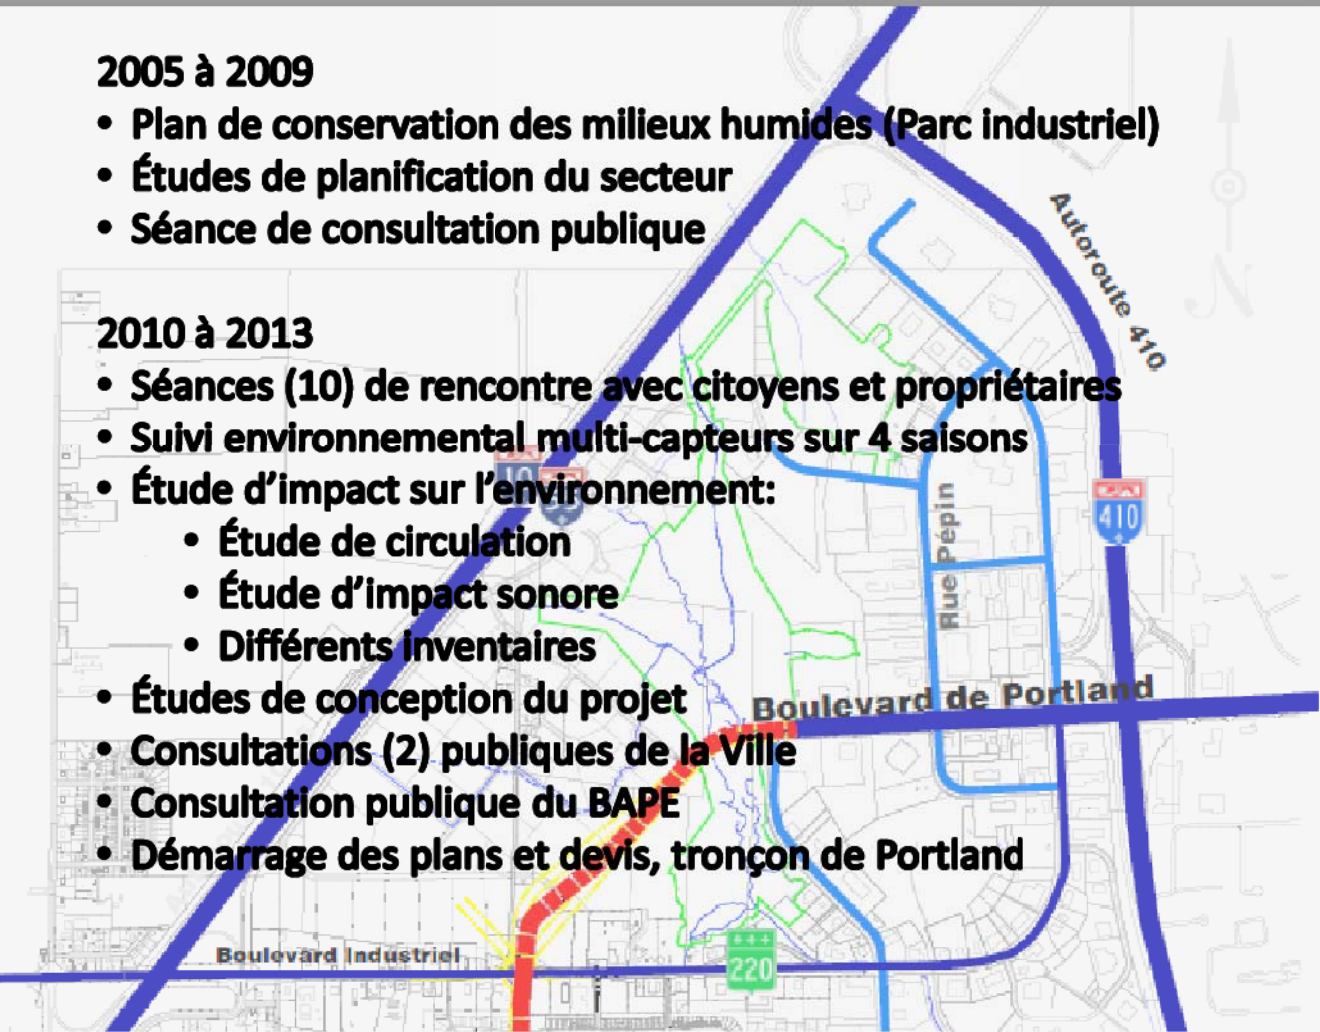 2005 à 2009
• Plan de conservation des milieux humides (Parc industriel)
• Études de planification du secteur
• Séance de consultation publique
2010 à 2013
• Séances (10) de rencontre avec citoyens et propriétaires
• Suivi environnemental multi-capteurs sur 4 saisons
• Étude d’impact sur l’environnement:
• Étude de circulation
• Étude d’impact sonore
• Différents inventaires
• Études de conception du projet
• Consultations (2) publiques de la Ville
• Consultation publique du BAPE
• Démarrage des plans et devis, tronçon de Portland
Autoroute 410
N
10
55
410
Rue Pépin
Boulevard de Portland
Boulevard Industriel
220